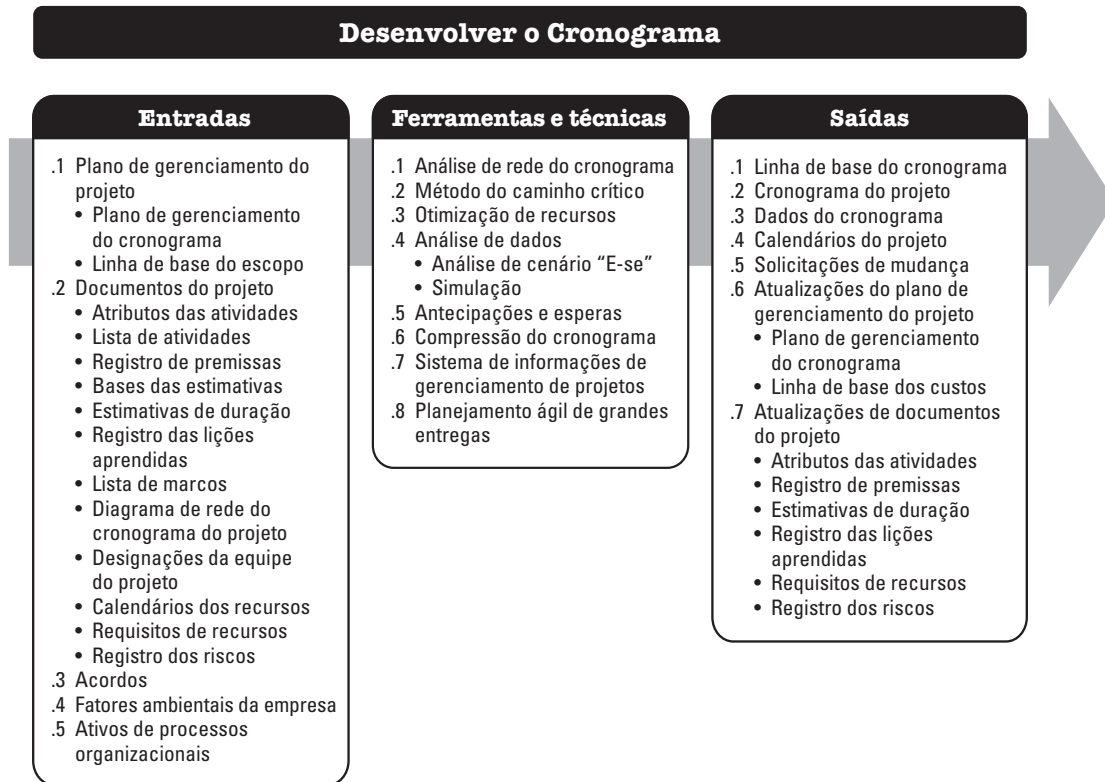 Desenvolver o Cronograma
Entradas
.1 Plano de gerenciamento do
projeto
• Plano de gerenciamento
do cronograma
• Linha de base do escopo
.2 Documentos do projeto
• Atributos das atividades
• Lista de atividades
• Registro de premissas
• Bases das estimativas
• Estimativas de duração
• Registro das lições
aprendidas
• Lista de marcos
• Diagrama de rede do
cronograma do projeto
• Designações da equipe
do projeto
• Calendários dos recursos
• Requisitos de recursos
• Registro dos riscos
.3 Acordos
.4 Fatores ambientais da empresa
.5 Ativos de processos
organizacionais
Ferramentas e técnicas
.1 Análise de rede do cronograma
.2 Método do caminho crítico
.3 Otimização de recursos
.4 Análise de dados
• Análise de cenário “E-se”
• Simulação
.5 Antecipações e esperas
.6 Compressão do cronograma
.7 Sistema de informações de
gerenciamento de projetos
.8 Planejamento ágil de grandes
entregas
Saídas
.1 Linha de base do cronograma
.2 Cronograma do projeto
.3 Dados do cronograma
.4 Calendários do projeto
.5 Solicitações de mudança
.6 Atualizações do plano de
gerenciamento do projeto
• Plano de gerenciamento
do cronograma
• Linha de base dos custos
.7 Atualizações de documentos
do projeto
• Atributos das atividades
• Registro de premissas
• Estimativas de duração
• Registro das lições
aprendidas
• Requisitos de recursos
• Registro dos riscos